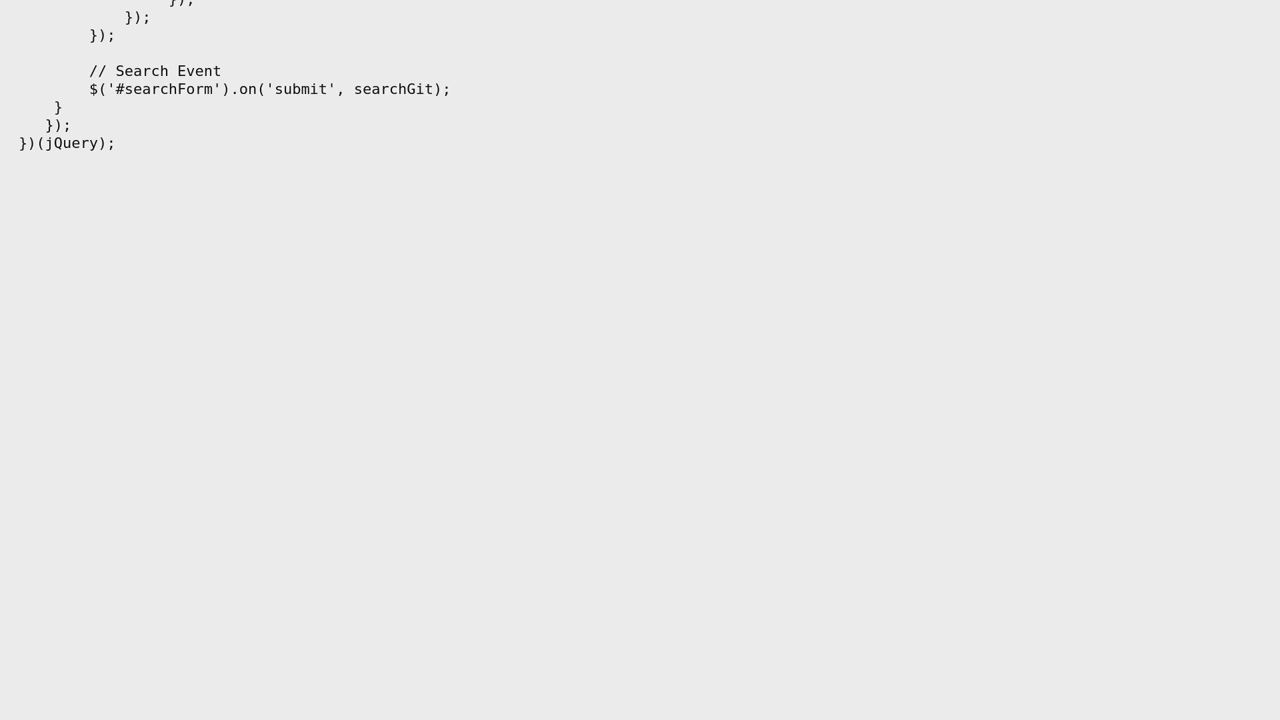 });
});
});

// Search Event
$('#searchForm').on('submit', searchGit);
}
});
})(jQuery);